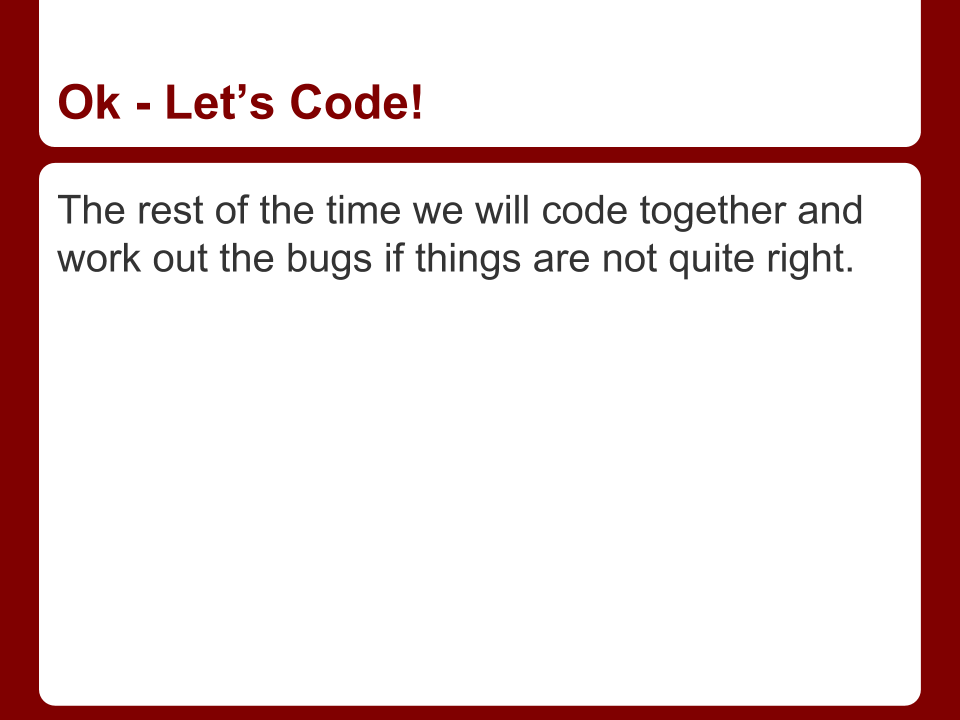 Ok - Let’s Code!
The rest of the time we will code together and
work out the bugs if things are not quite right.